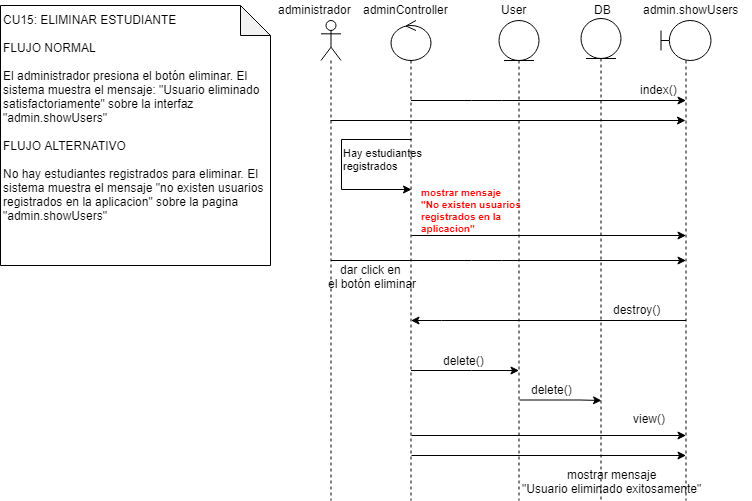 CU15: ELIMINAR ESTUDIANTE
FLUJO NORMAL
El administrador presiona el botón eliminar. El
sistema muestra el mensaje: "Usuario eliminado
satisfactoriamente" sobre la interfaz
"admin.showUsers"
FLUJO ALTERNATIVO
No hay estudiantes registrados para eliminar. El
sistema muestra el mensaje "no existen usuarios
registrados en la aplicacion" sobre la pagina
"admin.showUsers"
administrador
adminController
User
DB
admin.showUsers
index()
Hay estudiantes
registrados
mostrar mensaje
"No existen usuarios
registrados en la
aplicacion"
dar click en
el botón eliminar
destroy()
delete()
delete()
view()
mostrar mensaje
"Usuario eliminado exitosamente"